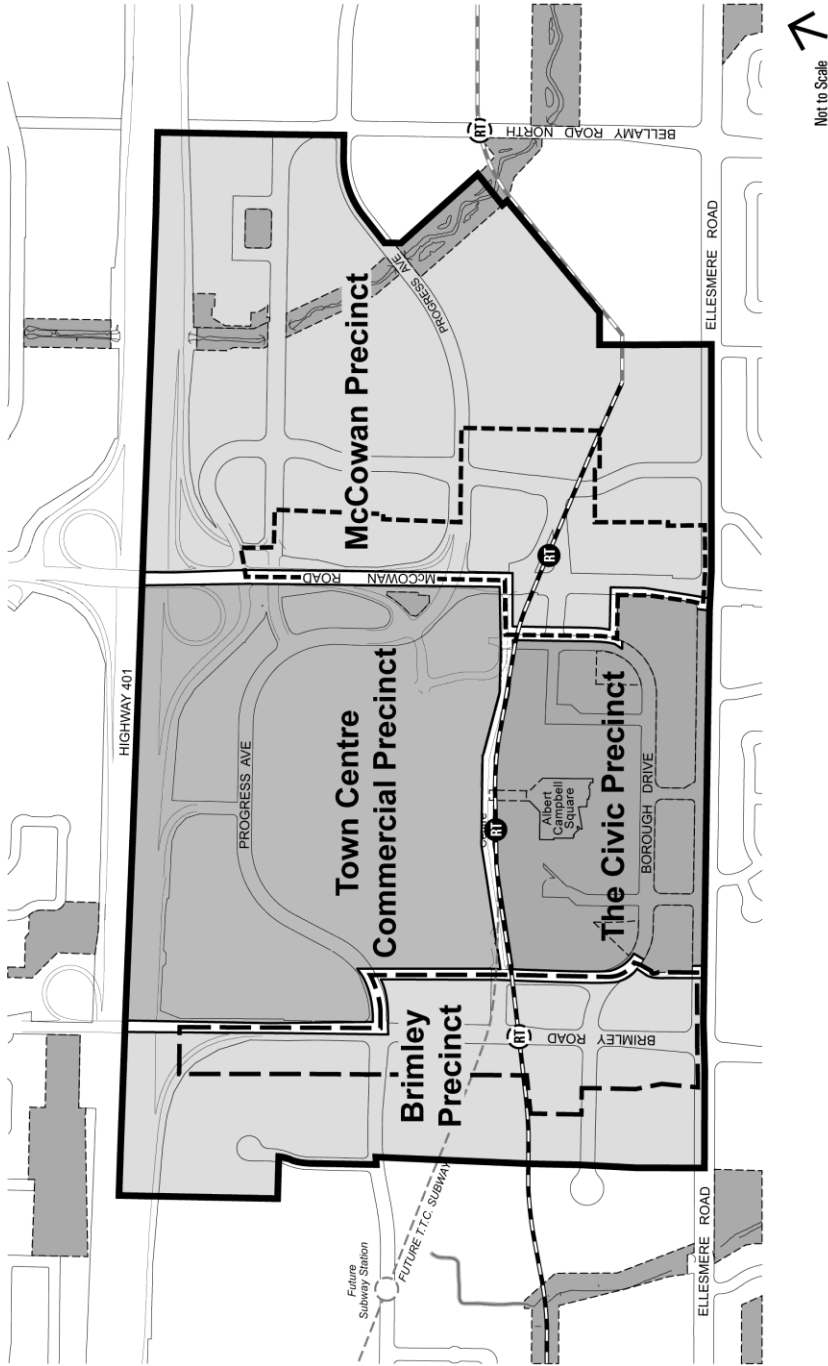 Not to Scale
HIGHWAY 401
ELLESMERE ROAD
ELLESMERE ROAD
BELLAMY ROAD NORTH
RT
McCowan Precinct
PROGRESS AVE
McCOWAN ROAD
RT
Town Centre
Commercial Precinct
PROGRESS AVE
RT
Albert
Campbell
Square
The Civic Precinct
BOROUGH DRIVE
Brimley
Precinct
RT
BRIMLEY ROAD
Future
Subway Station
FUTURE T.T.C. SUBWAY